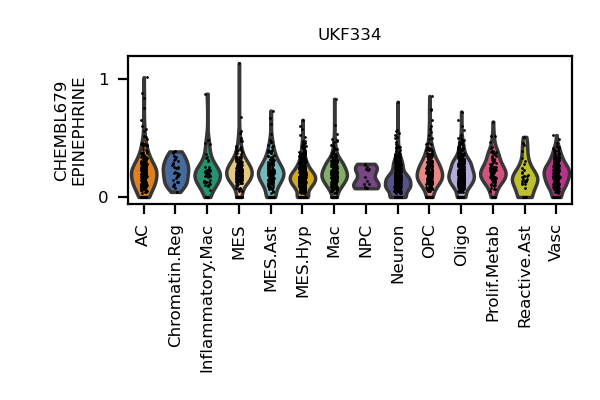 UKF334
CHEMBL679
EPINEPHRINE
1
0
AC
Chromatin.Reg
Inflammatory.Mac
MES
MES.Ast
MES.Hyp
Mac
NPC
Neuron
OPC
Oligo
Prolif.Metab
Reactive.Ast
Vasc